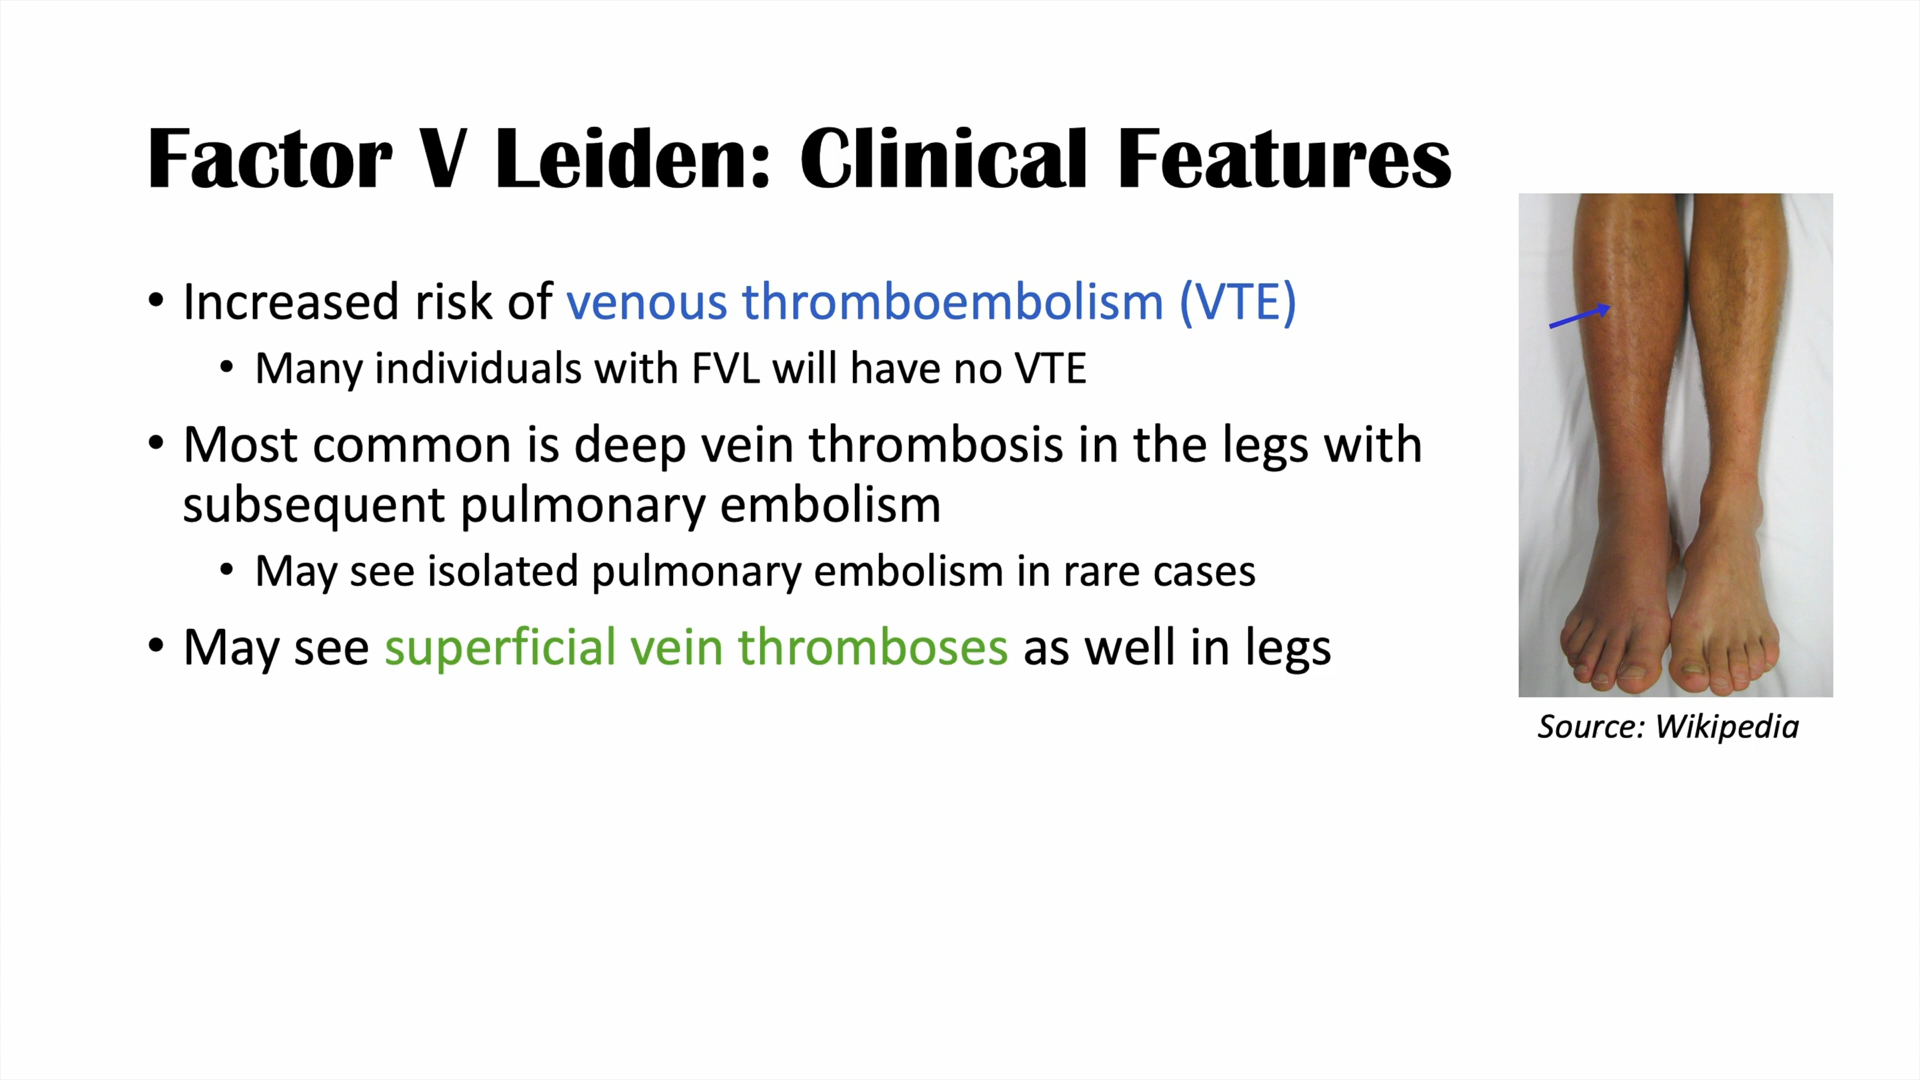 Factor V Leiden: Clinical Features
• Increased risk of venous thromboembolism (VTE)
• Many individuals with FVL will have no VTE
• Most common is deep vein thrombosis in the legs with
subsequent pulmonary embolism
• May see isolated pulmonary embolism in rare cases
• May see superficial vein thromboses as well in legs
Source: Wikipedia